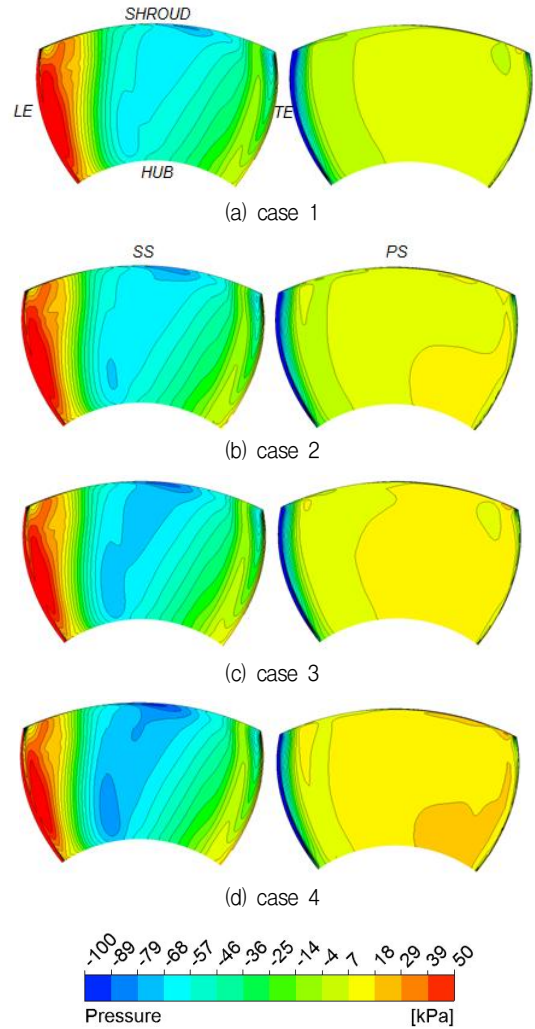 SHROUD
LE
TE
HUB
(a) case 1
SS
PS
(b) case 2
(c) case 3
(d) case 4
-100 -89 -79 -68 -57 -46 -36 -25 -14 -4 7 18 29 39 50
Pressure [kPa]